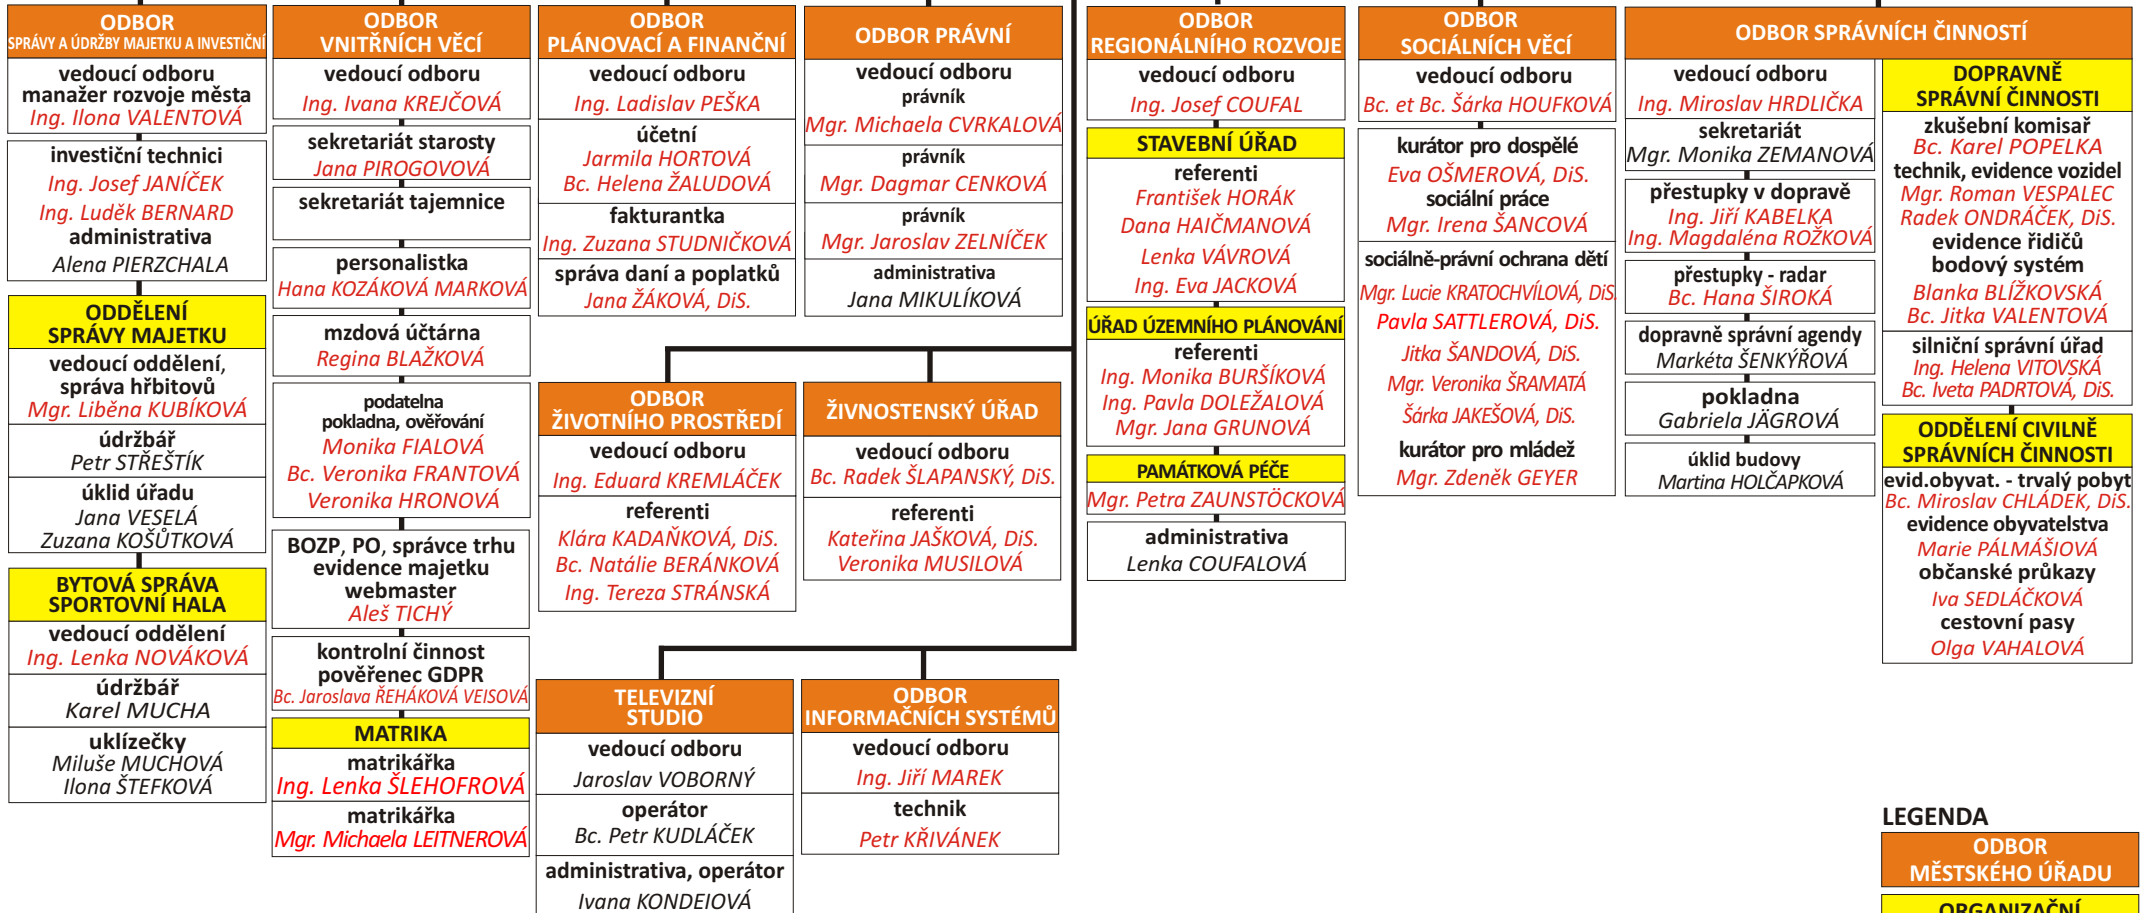 ODBOR
SPRÁVY A ÚDRŽBY MAJETKU A INVESTIČNÍ
vedoucí odboru
manažer rozvoje města
Ing. Ilona VALENTOVÁ
investiční technici
Ing. Josef JANÍČEK
Ing. Luděk BERNARD
administrativa
Alena PIERZCHALA
ODDĚLENÍ
SPRÁVY MAJETKU
vedoucí oddělení,
správa hřbitovů
Mgr. Liběna KUBÍKOVÁ
údržbář
Petr STŘEŠTÍK
úklid úřadu
Jana VESELÁ
Zuzana KOŠŮTKOVÁ
BYTOVÁ SPRÁVA
SPORTOVNÍ HALA
vedoucí oddělení
Ing. Lenka NOVÁKOVÁ
údržbář
Karel MUCHA
uklízečky
Miluše MUCHOVÁ
Ilona ŠTEFKOVÁ
ODBOR
VNITŘNÍCH VĚCÍ
vedoucí odboru
Ing. Ivana KREJČOVÁ
sekretariát starosty
Jana PIROGOVOVÁ
sekretariát tajemnice
personalistka
Hana KOZÁKOVÁ MARKOVÁ
mzdová účtárna
Regina BLAŽKOVÁ
podatelna
pokladna, ověřování
Monika FIALOVÁ
Bc. Veronika FRANTOVÁ
Veronika HRONOVÁ
BOZP, PO, správce trhu
evidence majetku
webmaster
Aleš TICHÝ
kontrolní činnost
pověřenec GDPR
Bc. Jaroslava ŘEHÁKOVÁ VEISOVÁ
MATRIKA
matrikářka
Ing. Lenka ŠLEHOFROVÁ
matrikářka
Mgr. Michaela LEITNEROVÁ
ODBOR
PLÁNOVACÍ A FINANČNÍ
vedoucí odboru
Ing. Ladislav PEŠKA
účetní
Jarmila HORTOVÁ
Bc. Helena ŽALUDOVÁ
fakturantka
Ing. Zuzana STUDNIČKOVÁ
správa daní a poplatků
Jana ŽÁKOVÁ, DiS.
ODBOR PRÁVNÍ
vedoucí odboru
právník
Mgr. Michaela CVRKALOVÁ
právník
Mgr. Dagmar CENKOVÁ
právník
Mgr. Jaroslav ZELNÍČEK
administrativa
Jana MIKULÍKOVÁ
ODBOR
ŽIVOTNÍHO PROSTŘEDÍ
vedoucí odboru
Ing. Eduard KREMLÁČEK
referenti
Klára KADAŇKOVÁ, DiS.
Bc. Natálie BERÁNKOVÁ
Ing. Tereza STRÁNSKÁ
ŽIVNOSTENSKÝ ÚŘAD
vedoucí odboru
Bc. Radek ŠLAPANSKÝ, DiS.
referenti
Kateřina JAŠKOVÁ, DiS.
Veronika MUSILOVÁ
TELEVIZNÍ
STUDIO
vedoucí odboru
Jaroslav VOBORNÝ
operátor
Bc. Petr KUDLÁČEK
administrativa, operátor
Ivana KONDEIOVÁ
ODBOR
INFORMAČNÍCH SYSTÉMŮ
vedoucí odboru
Ing. Jiří MAREK
technik
Petr KŘIVÁNEK
ODBOR
REGIONÁLNÍHO ROZVOJE
vedoucí odboru
Ing. Josef COUFAL
STAVEBNÍ ÚŘAD
referenti
František HORÁK
Dana HAIČMANOVÁ
Lenka VÁVROVÁ
Ing. Eva JACKOVÁ
ÚŘAD ÚZEMNÍHO PLÁNOVÁNÍ
referenti
Ing. Monika BURŠÍKOVÁ
Ing. Pavla DOLEŽALOVÁ
Mgr. Jana GRUNOVÁ
PAMÁTKOVÁ PÉČE
Mgr. Petra ZAUNSTÖCKOVÁ
administrativa
Lenka COUFALOVÁ
ODBOR
SOCIÁLNÍCH VĚCÍ
vedoucí odboru
Bc. et Bc. Šárka HOUFKOVÁ
kurátor pro dospělé
Eva OŠMEROVÁ, DiS.
sociální práce
Mgr. Irena ŠANCOVÁ
sociálně-právní ochrana dětí
Mgr. Lucie KRATOCHVÍLOVÁ, DiS.
Pavla SATTLEROVÁ, DiS.
Jitka ŠANDOVÁ, DiS.
Mgr. Veronika ŠRAMATÁ
Šárka JAKEŠOVÁ, DiS.
kurátor pro mládež
Mgr. Zdeněk GEYER
ODBOR SPRÁVNÍCH ČINNOSTÍ
vedoucí odboru
Ing. Miroslav HRDLIČKA
sekretariát
Mgr. Monika ZEMANOVÁ
přestupky v dopravě
Ing. Jiří KABELKA
Ing. Magdaléna ROŽKOVÁ
přestupky - radar
Bc. Hana ŠIROKÁ
dopravně správní agendy
Markéta ŠENKÝŘOVÁ
pokladna
Gabriela JÄGROVÁ
úklid budovy
Martina HOLČAPKOVÁ
DOPRAVNĚ
SPRÁVNÍ ČINNOSTI
zkušební komisař
Bc. Karel POPELKA
technik, evidence vozidel
Mgr. Roman VESPALEC
Radek ONDRÁČEK, DiS.
evidence řidičů
bodový systém
Blanka BLÍŽKOVSKÁ
Bc. Jitka VALENTOVÁ
silniční správní úřad
Ing. Helena VITOVSKÁ
Bc. Iveta PADRTOVÁ, DiS.
ODDĚLENÍ CIVILNĚ
SPRÁVNÍCH ČINNOSTÍ
evid.obyvat. - trvalý pobyt
Bc. Miroslav CHLÁDEK, DiS.
evidence obyvatelstva
Marie PÁLMÁŠIOVÁ
občanské průkazy
Iva SEDLÁČKOVÁ
cestovní pasy
Olga VAHALOVÁ
LEGENDA
ODBOR
MĚSTSKÉHO ÚŘADU
ORGANIZAČNÍ